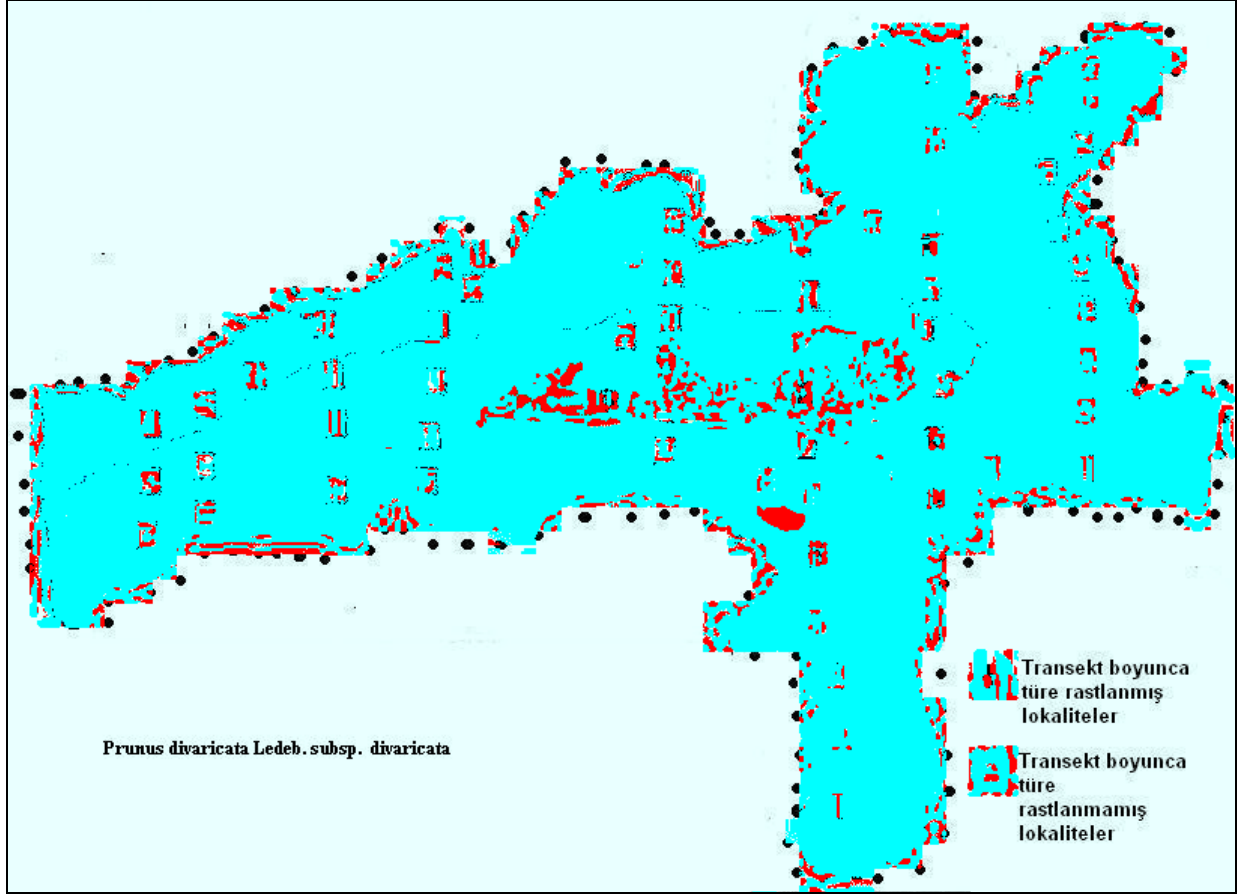 Transekt boyunca
türe rastlanmış
lokaliteler
Prunus divaricata Ledeb. subsp. divaricata
Transekt boyunca
türe
rastlanmamış
lokaliteler